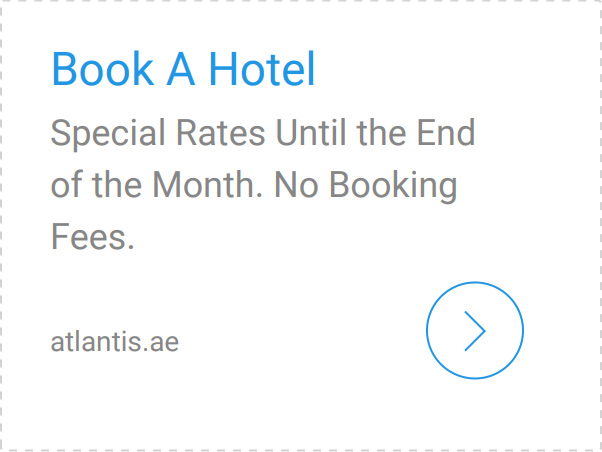 Book A Hotel
Special Rates Until the End
of the Month. No Booking
Fees.
atlantis.ae